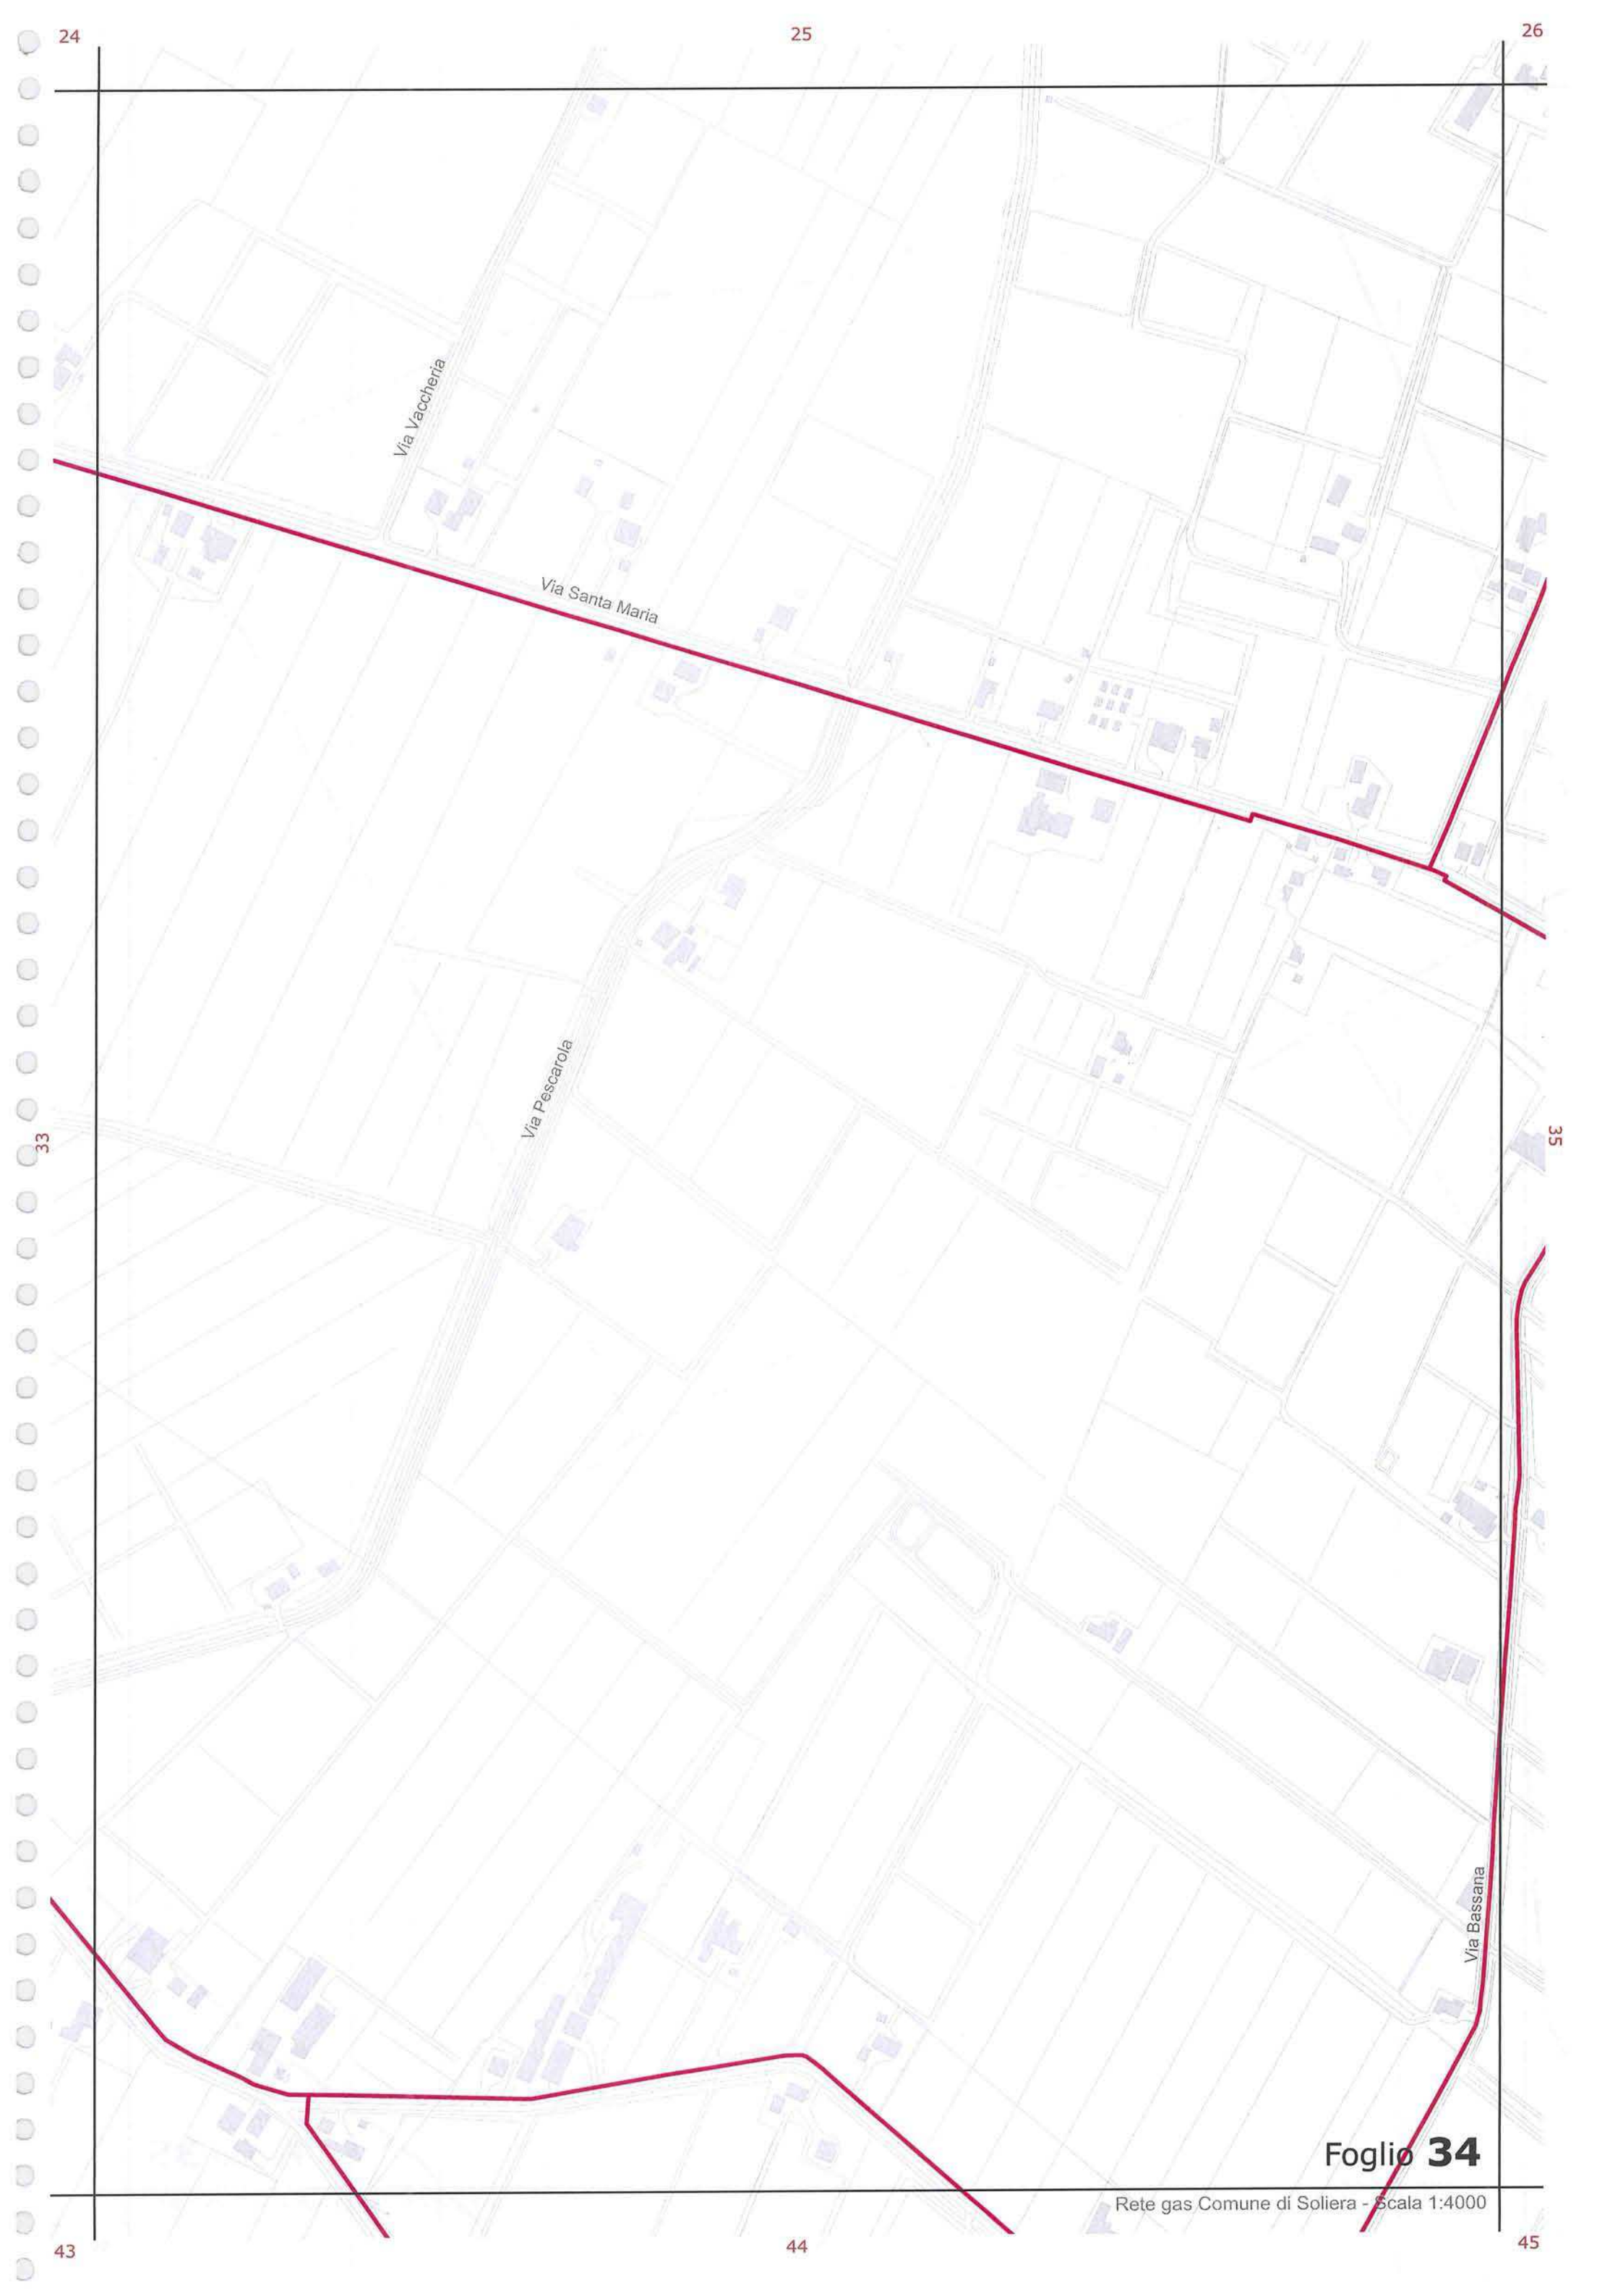 24
25
26
Via Vaccheria
Via Santa Maria
Via Pescarola
33
35
Via Bassana
Foglio 34
Rete gas Comune di Soliera - Scala 1:4000
43
44
45